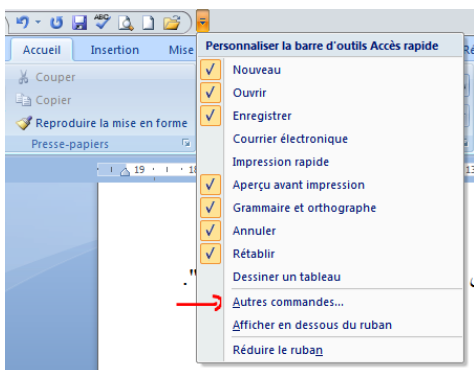 Personnaliser la barre d'outils Accès rapide
Accueil Insertion Mise
Couper
Copier
Reproduire la mise en forme
Presse-papiers
Nouveau
Ouvrir
Enregistrer
Courrier électronique
Impression rapide
Aperçu avant impression
Grammaire et orthographe
Annuler
Rétablir
Dessiner un tableau
Autres commandes...
Afficher en dessous du ruban
Réduire le ruban
19